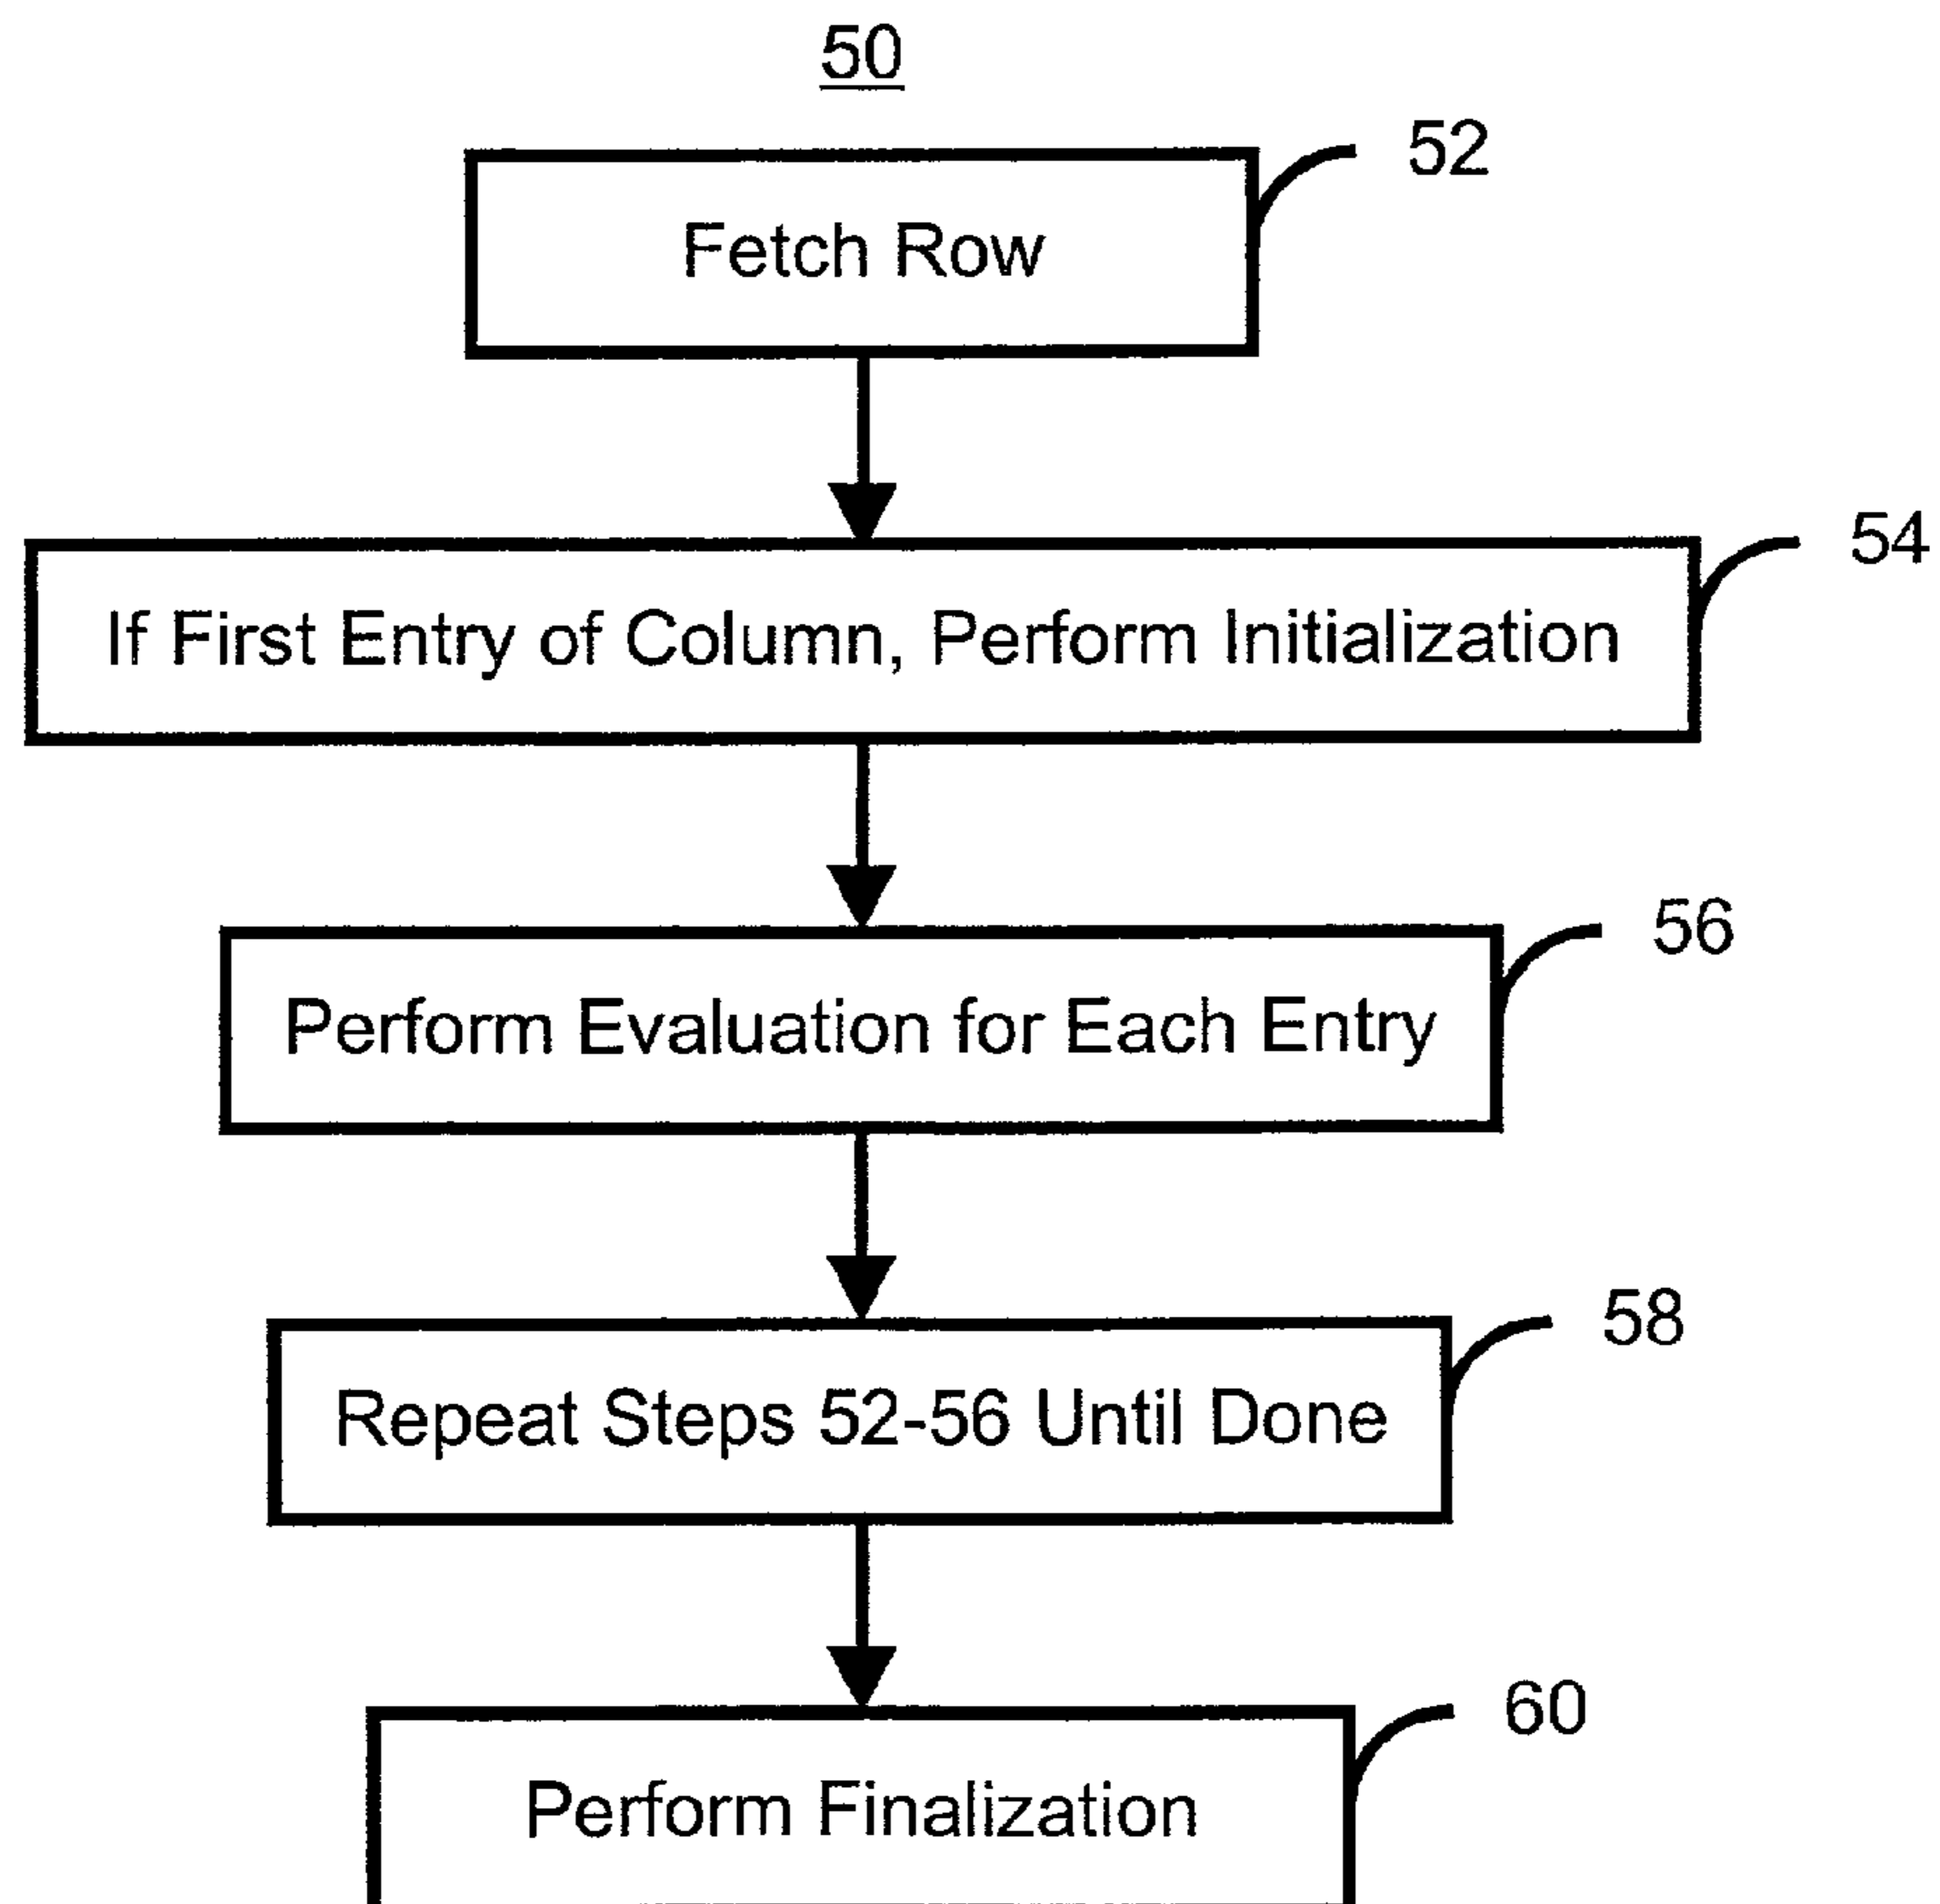 50
52
Fetch Row
54
If First Entry of Column, Perform Initialization
56
Perform Evaluation for Each Entry
58
Repeat Steps 52-56 Until Done
60
Perform Finalization